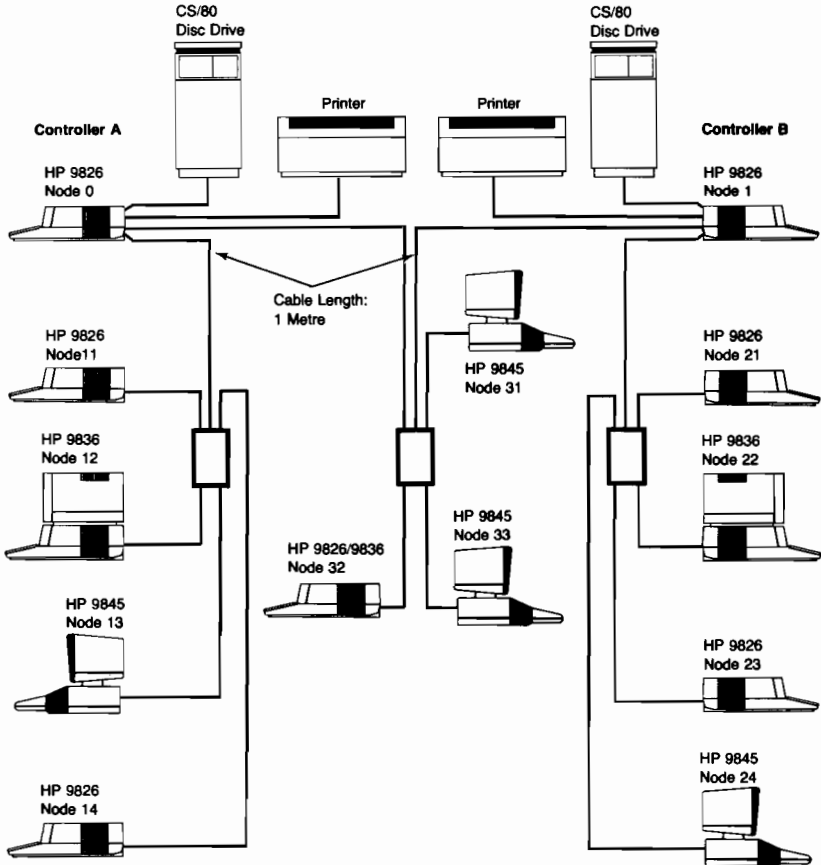 CS/80
Disc Drive
CS/80
Disc Drive
Printer
Printer
Controller A
Controller B
HP 9826
Node 0
HP 9826
Node 1
Cable Length:
1 Metre
HP 9826
Node11
HP 9845
Node 31
HP 9826
Node 21
HP 9836
Node 12
HP 9836
Node 22
HP 9845
Node 33
HP 9826/9836
Node 32
HP 9845
Node 13
HP 9826
Node 23
HP 9845
Node 24
HP 9826
Node 14